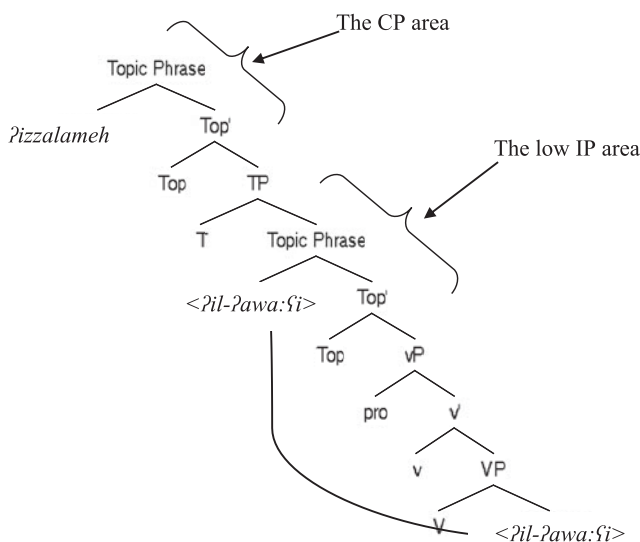 The CP area
Topic Phrase
ʔizzalameh
Top'
The low IP area
Top TP
T Topic Phrase
<ʔil-ʔawa:ʕi>
Top'
Top vP
pro v'
v VP
V <ʔil-ʔawa:ʕi>